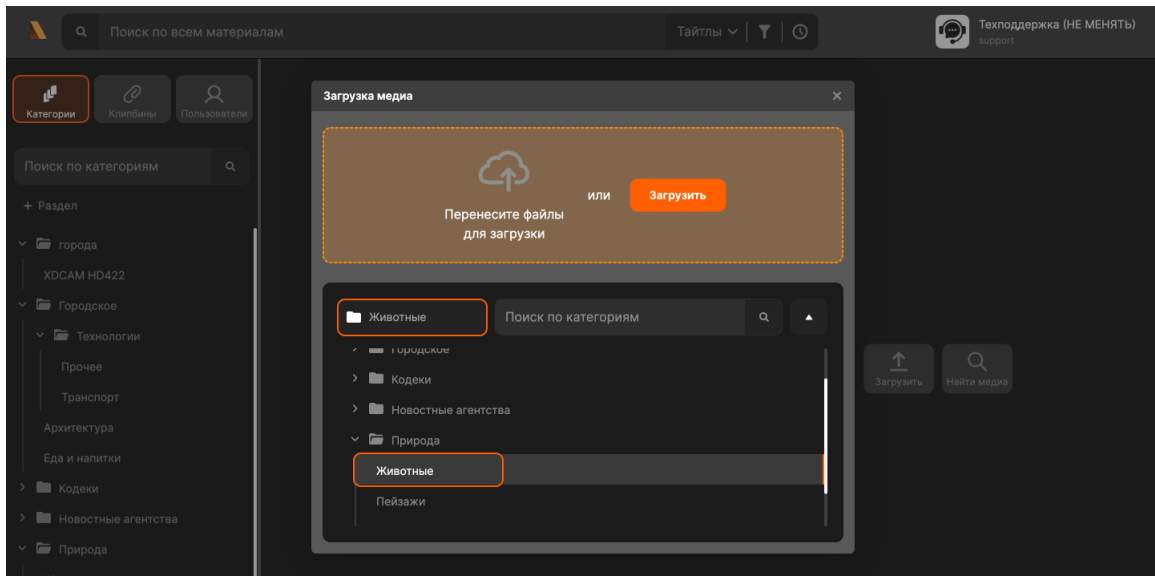 Поиск по всем материалам
Тайтлы
Техподдержка (НЕ МЕНЯТЬ)
support
Категории
Клипбины
Пользователи
Поиск по категориям
+ Раздел
города
XDCAM HD422
Городское
Технологии
Прочее
Транспорт
Архитектура
Еда и напитки
Кодеки
Новостные агентства
Природа
Загрузка медиа
Перенесите файлы
для загрузки
или
Загрузить
Животные
Поиск по категориям
Городское
Кодеки
Новостные агентства
Природа
Животные
Пейзажи
Загрузить
Найти медиа